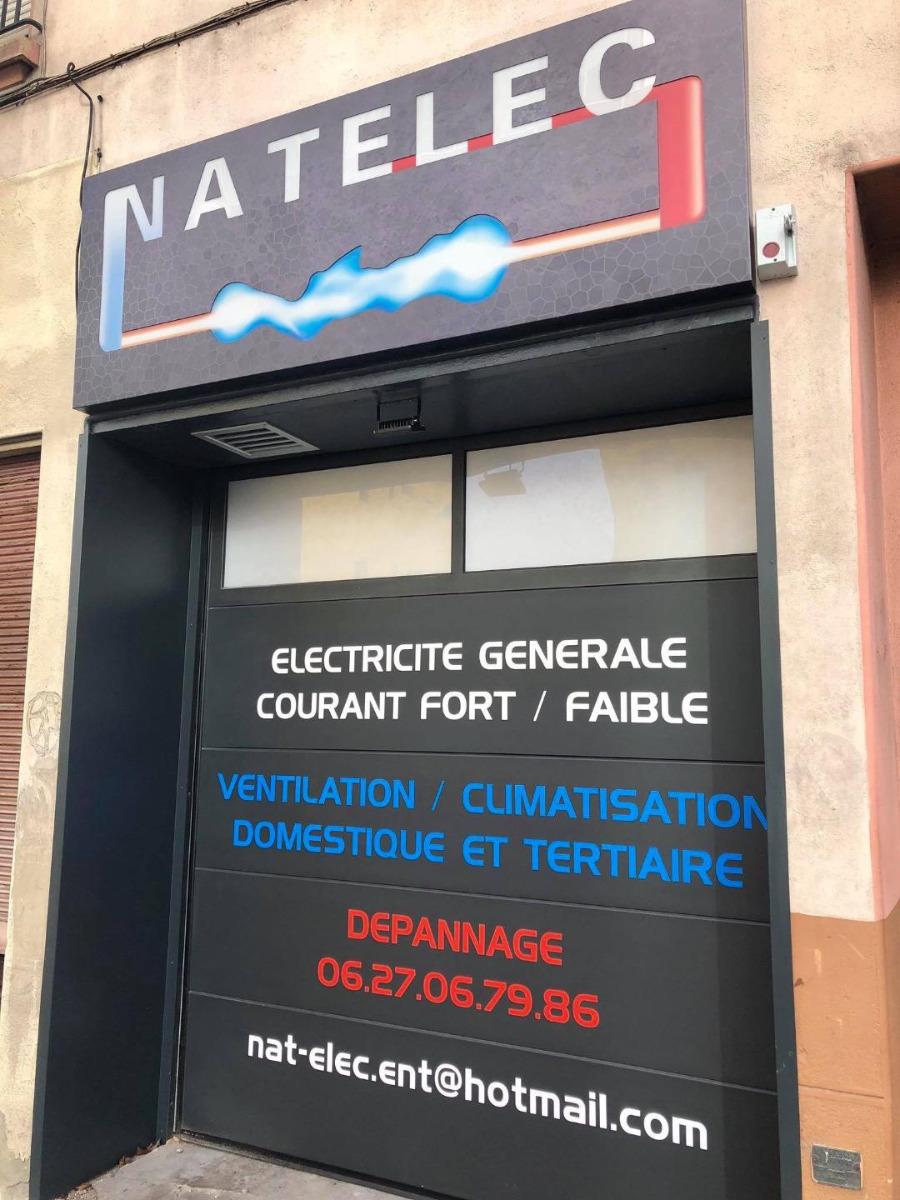 NATELEC
ELECTRICITE GENERALE
COURANT FORT / FAIBLE
VENTILATION / CLIMATISATION
DOMESTIQUE ET TERTIAIRE
DEPANNAGE
06.27.06.79.86
nat-elec.ent@hotmail.com